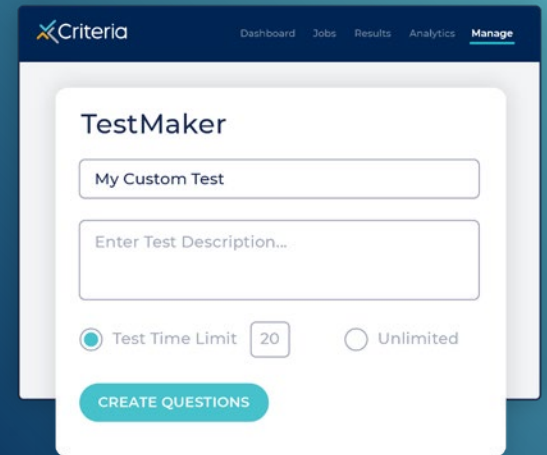 Criteria
Dashboard Jobs Results Analytics Manage
TestMaker
My Custom Test
Enter Test Description...
Test Time Limit 20 Unlimited
CREATE QUESTIONS